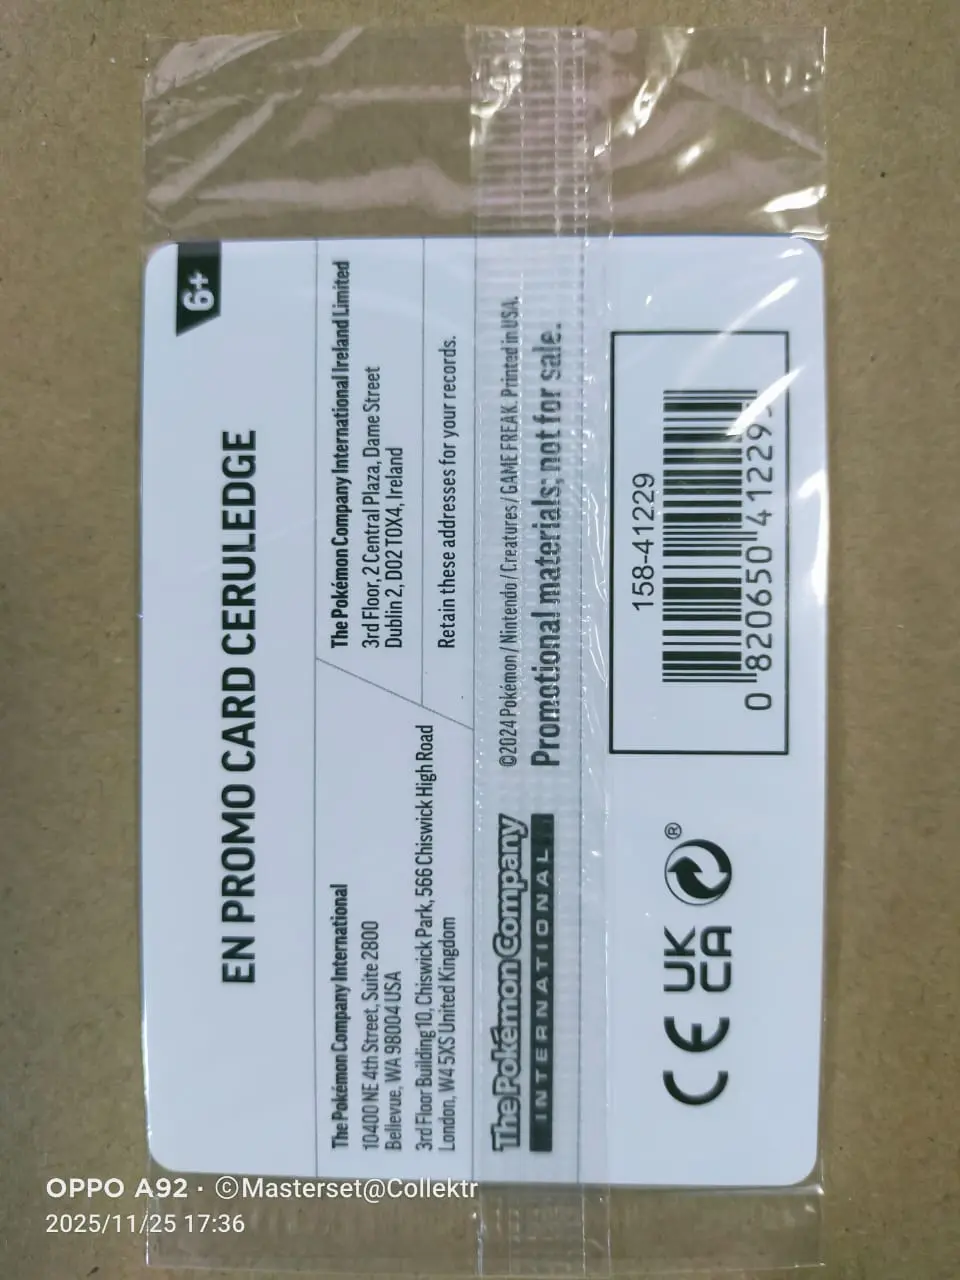 6+
EN PROMO CARD CERULEDGE
The Pokémon Company International
10400 NE 4th Street, Suite 2800
Bellevue, WA 98004 USA
3rd Floor Building 10, Chiswick Park, 566 Chiswick High Road
London, W4 5XS United Kingdom
The Pokémon Company International Ireland Limited
3rd Floor, 2 Central Plaza, Dame Street
Dublin 2, D02 T0X4, Ireland
Retain these addresses for your records.
The Pokémon Company
INTERNATIONAL
©2024 Pokémon / Nintendo / Creatures / GAME FREAK. Printed in USA.
Promotional materials; not for sale.
CE UK
CA ®
158-41229
0 820650 41229
OPPO A92 · ©Masterset@Collektr
2025/11/25 17:36